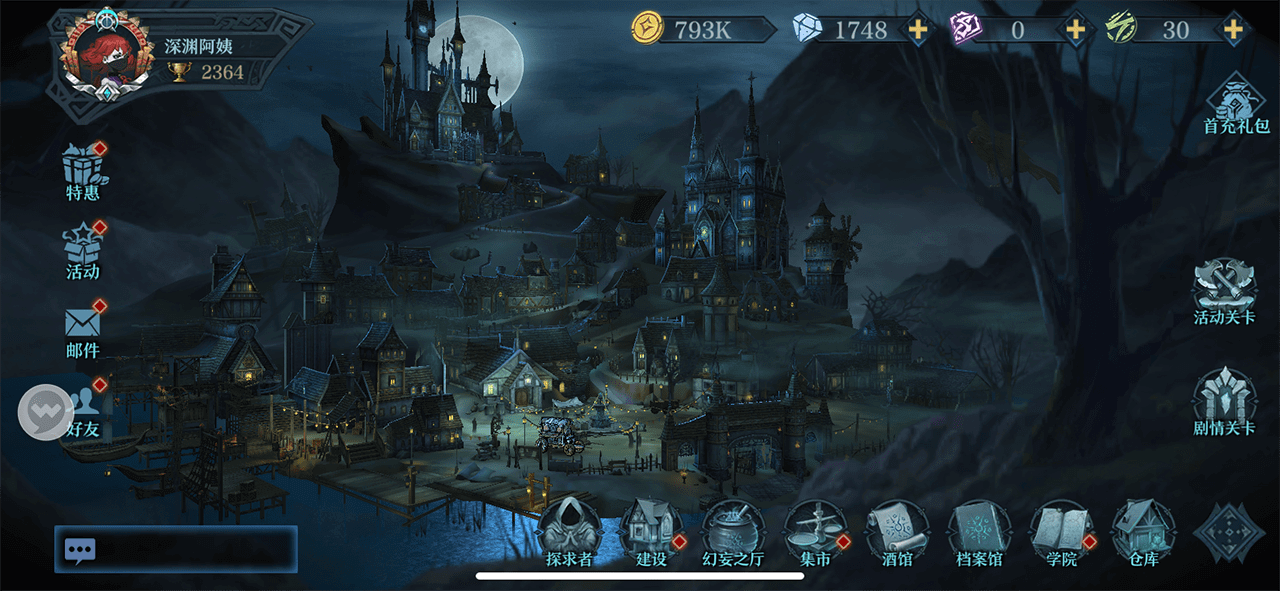 深渊阿姨
2364
793K
1748
0
30
首充礼包
特惠
活动
邮件
好友
活动关卡
剧情关卡
探求者
建设
幻妄之厅
集市
酒馆
档案馆
学院
仓库